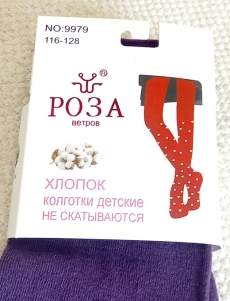 NO:9979
116-128
®
РОЗА
ветров
ХЛОПОК
КОЛГОТКИ ДЕТСКИЕ
НЕ СКАТЫВАЮТСЯ